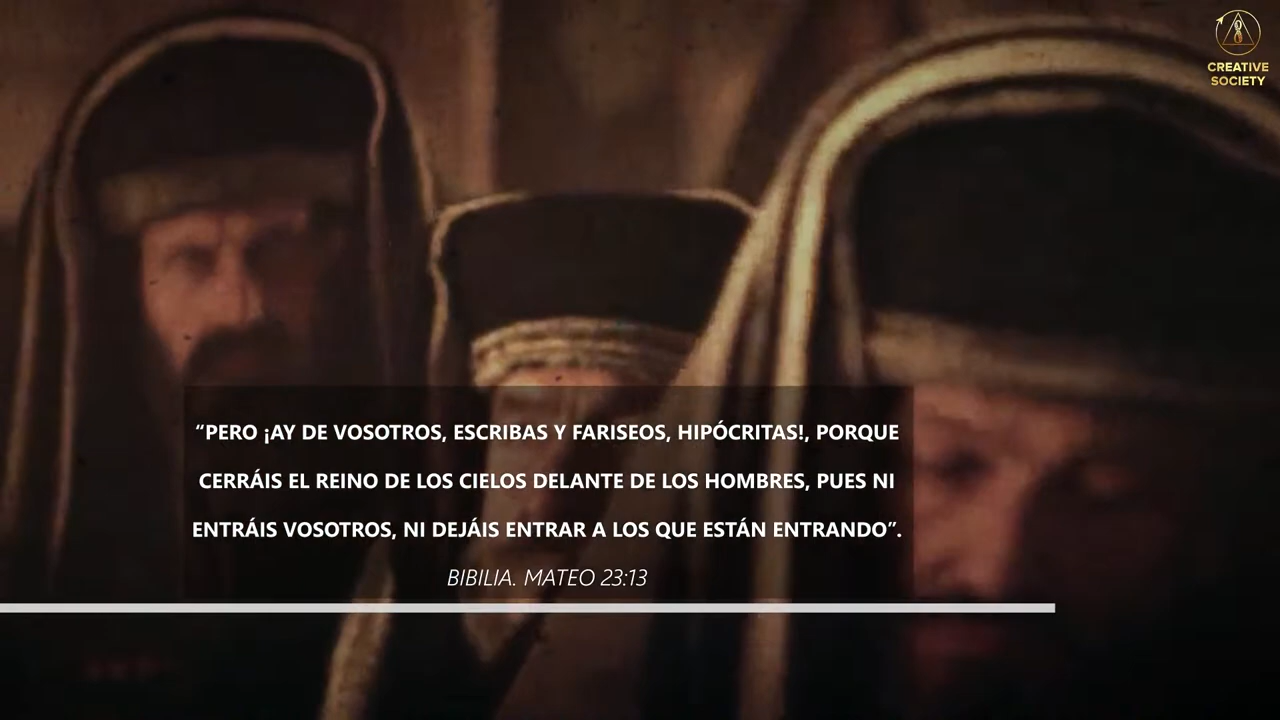 CREATIVE
SOCIETY
“PERO ¡AY DE VOSOTROS, ESCRIBAS Y FARISEOS, HIPÓCRITAS!, PORQUE
CERRÁIS EL REINO DE LOS CIELOS DELANTE DE LOS HOMBRES, PUES NI
ENTRÁIS VOSOTROS, NI DEJÁIS ENTRAR A LOS QUE ESTÁN ENTRANDO”.
BIBILIA. MATEO 23:13